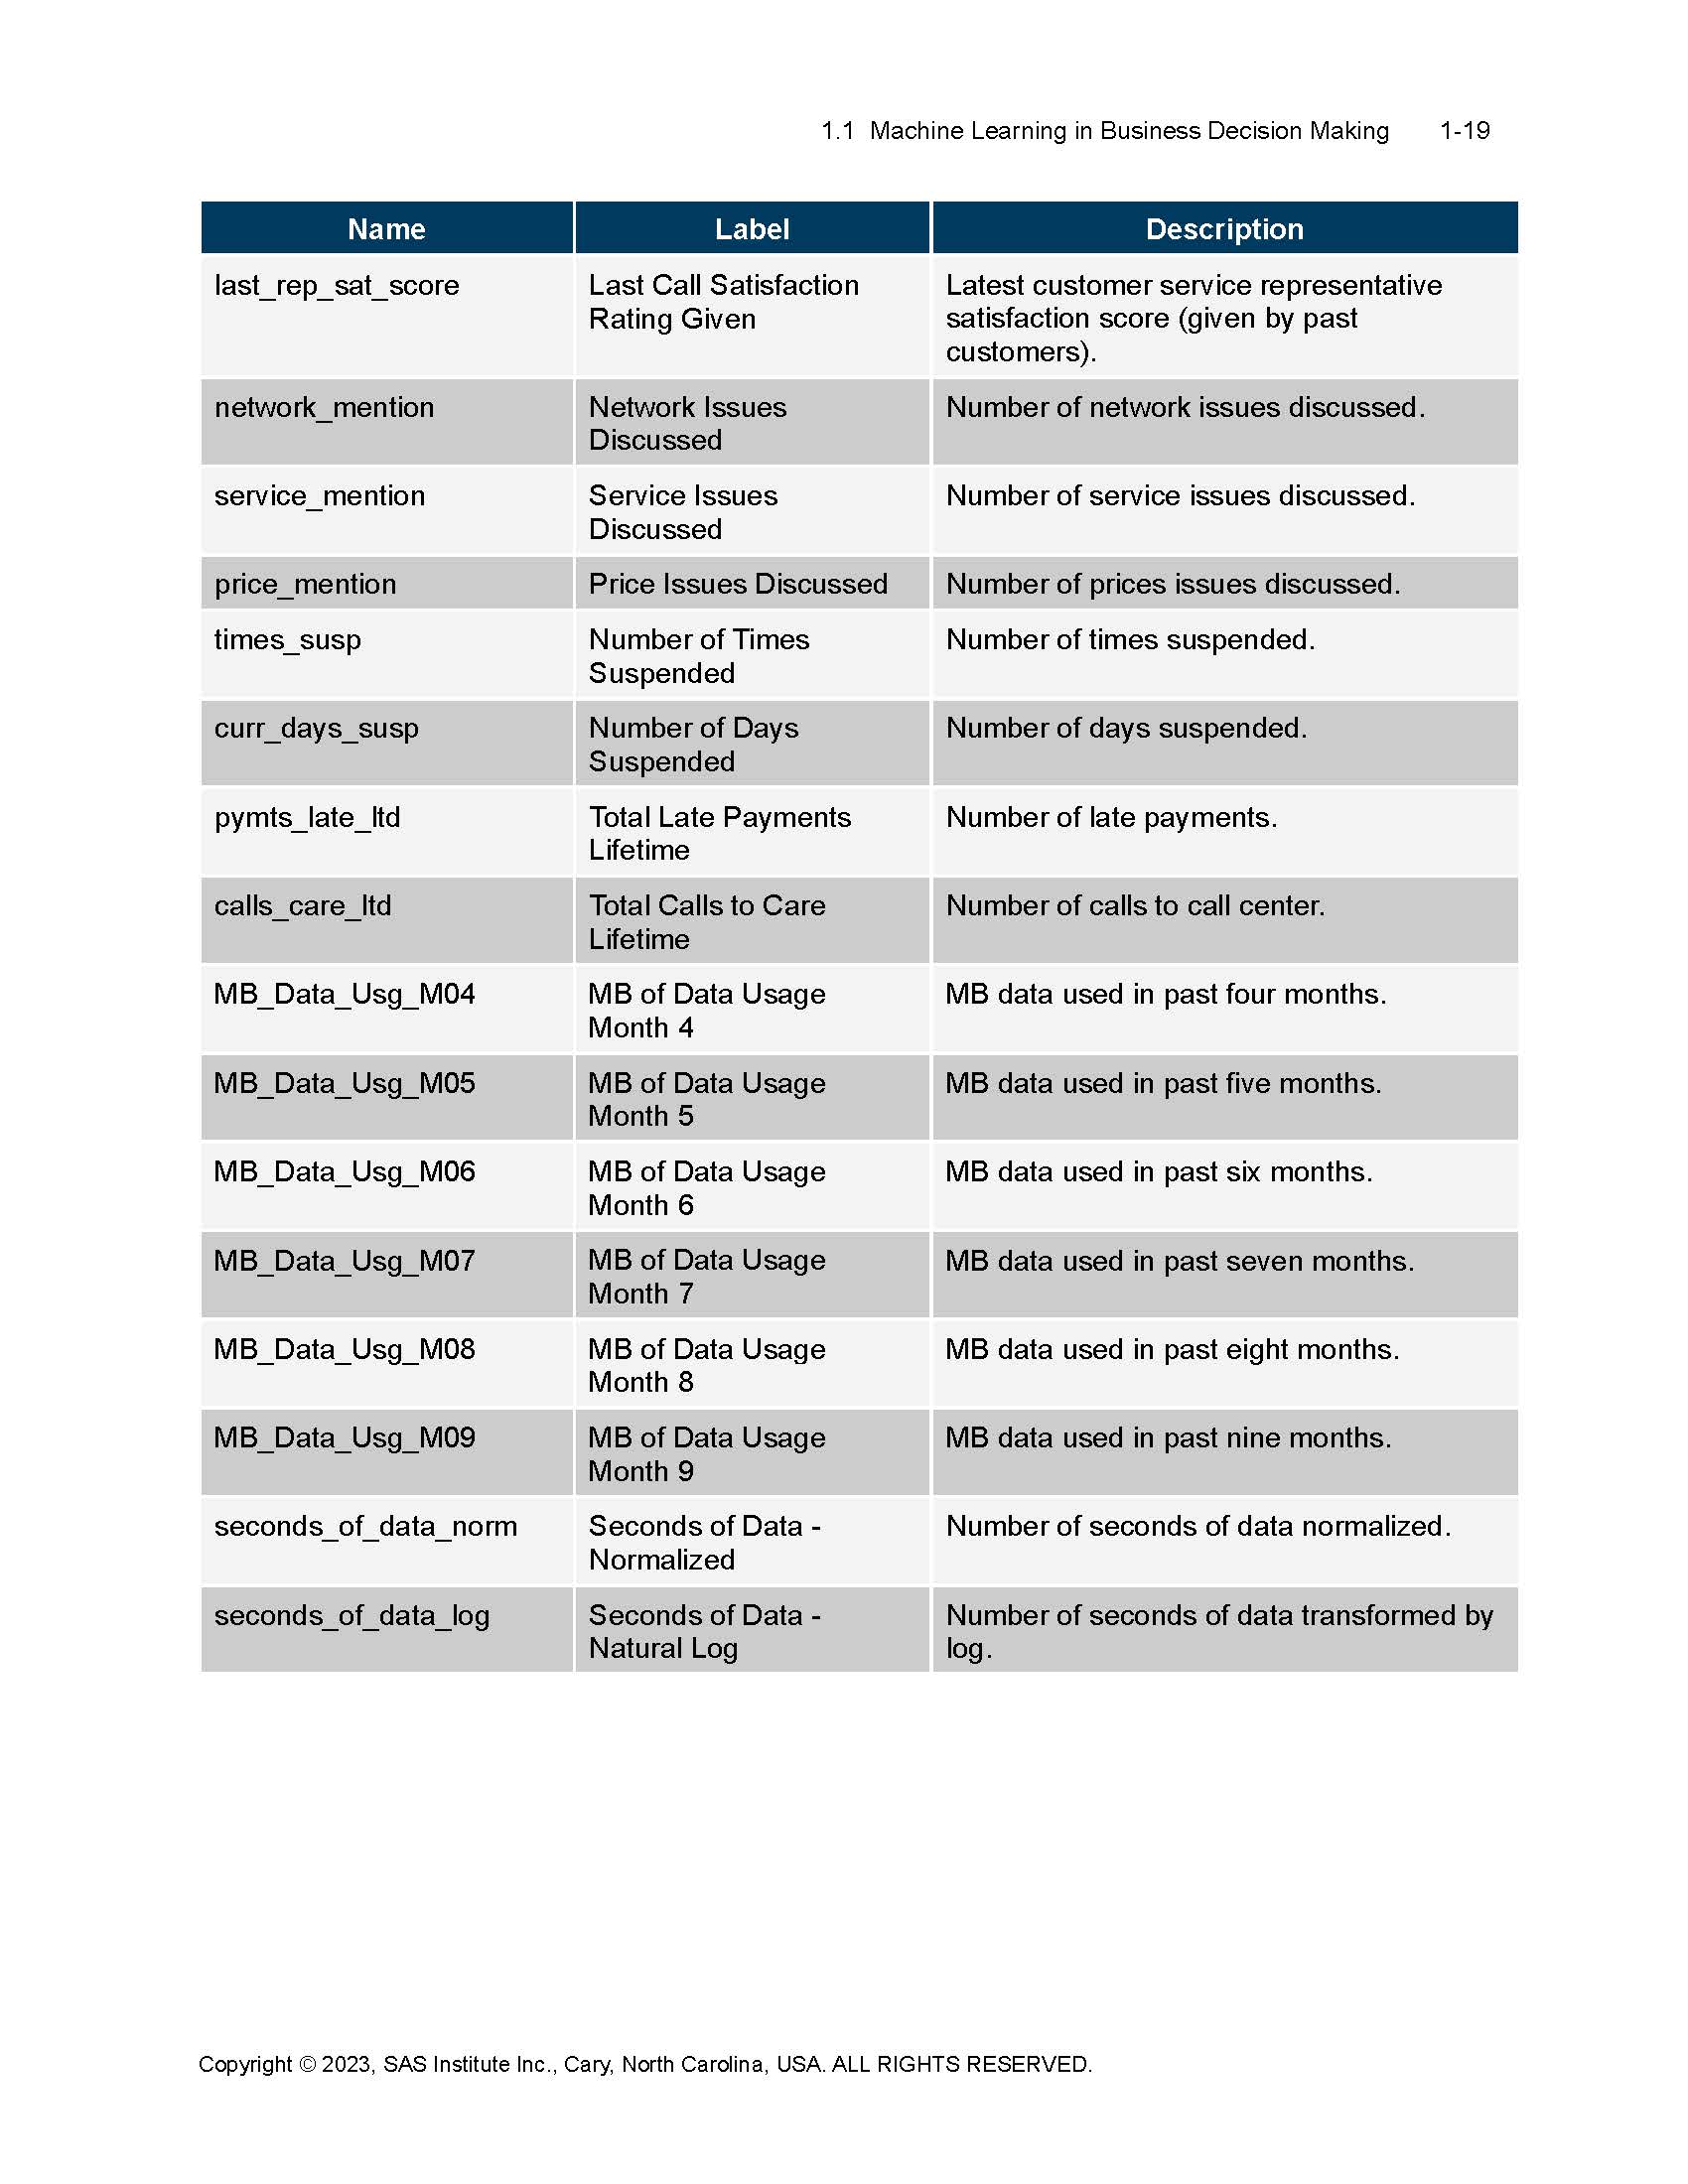 1.1 Machine Learning in Business Decision Making 1-19
Name Label Description
last_rep_sat_score Last Call Satisfaction Latest customer service representative
Rating Given satisfaction score (given by past
customers).
network_mention Network Issues Number of network issues discussed.
Discussed
service_mention Service Issues Number of service issues discussed.
Discussed
price_mention Price Issues Discussed Number of prices issues discussed.
times_susp Number of Times Number of times suspended.
Suspended
curr_days_susp Number of Days Number of days suspended.
Suspended
pymts_late_ltd Total Late Payments Number of late payments.
Lifetime
calls_care_ltd Total Calls to Care Number of calls to call center.
Lifetime
MB_Data_Usg_M04 MB of Data Usage MB data used in past four months.
Month 4
MB_Data_Usg_M05 MB of Data Usage MB data used in past five months.
Month 5
MB_Data_Usg_M06 MB of Data Usage MB data used in past six months.
Month 6
MB_Data_Usg_M07 MB of Data Usage MB data used in past seven months.
Month 7
MB_Data_Usg_M08 MB of Data Usage MB data used in past eight months.
Month 8
MB_Data_Usg_M09 MB of Data Usage MB data used in past nine months.
Month 9
seconds_of_data_norm Seconds of Data - Number of seconds of data normalized.
Normalized
seconds_of_data_log Seconds of Data - Number of seconds of data transformed by
Natural Log log.
Copyright © 2023, SAS Institute Inc., Cary, North Carolina, USA. ALL RIGHTS RESERVED.